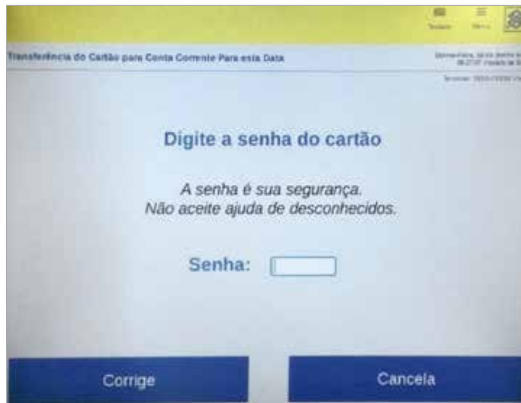 Menu
Transferência do Cartão para Conta Corrente Para esta Data
Digite a senha do cartão
A senha é sua segurança.
Não aceite ajuda de desconhecidos.
Senha:
Corrige
Cancela